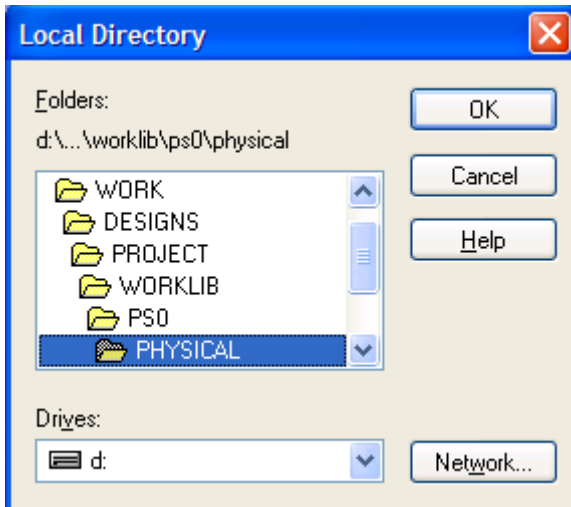 Local Directory
Folders:
d:\...\worklib\ps0\physical
WORK
DESIGNS
PROJECT
WORKLIB
PS0
PHYSICAL
OK
Cancel
Help
Drives:
d:
Network...